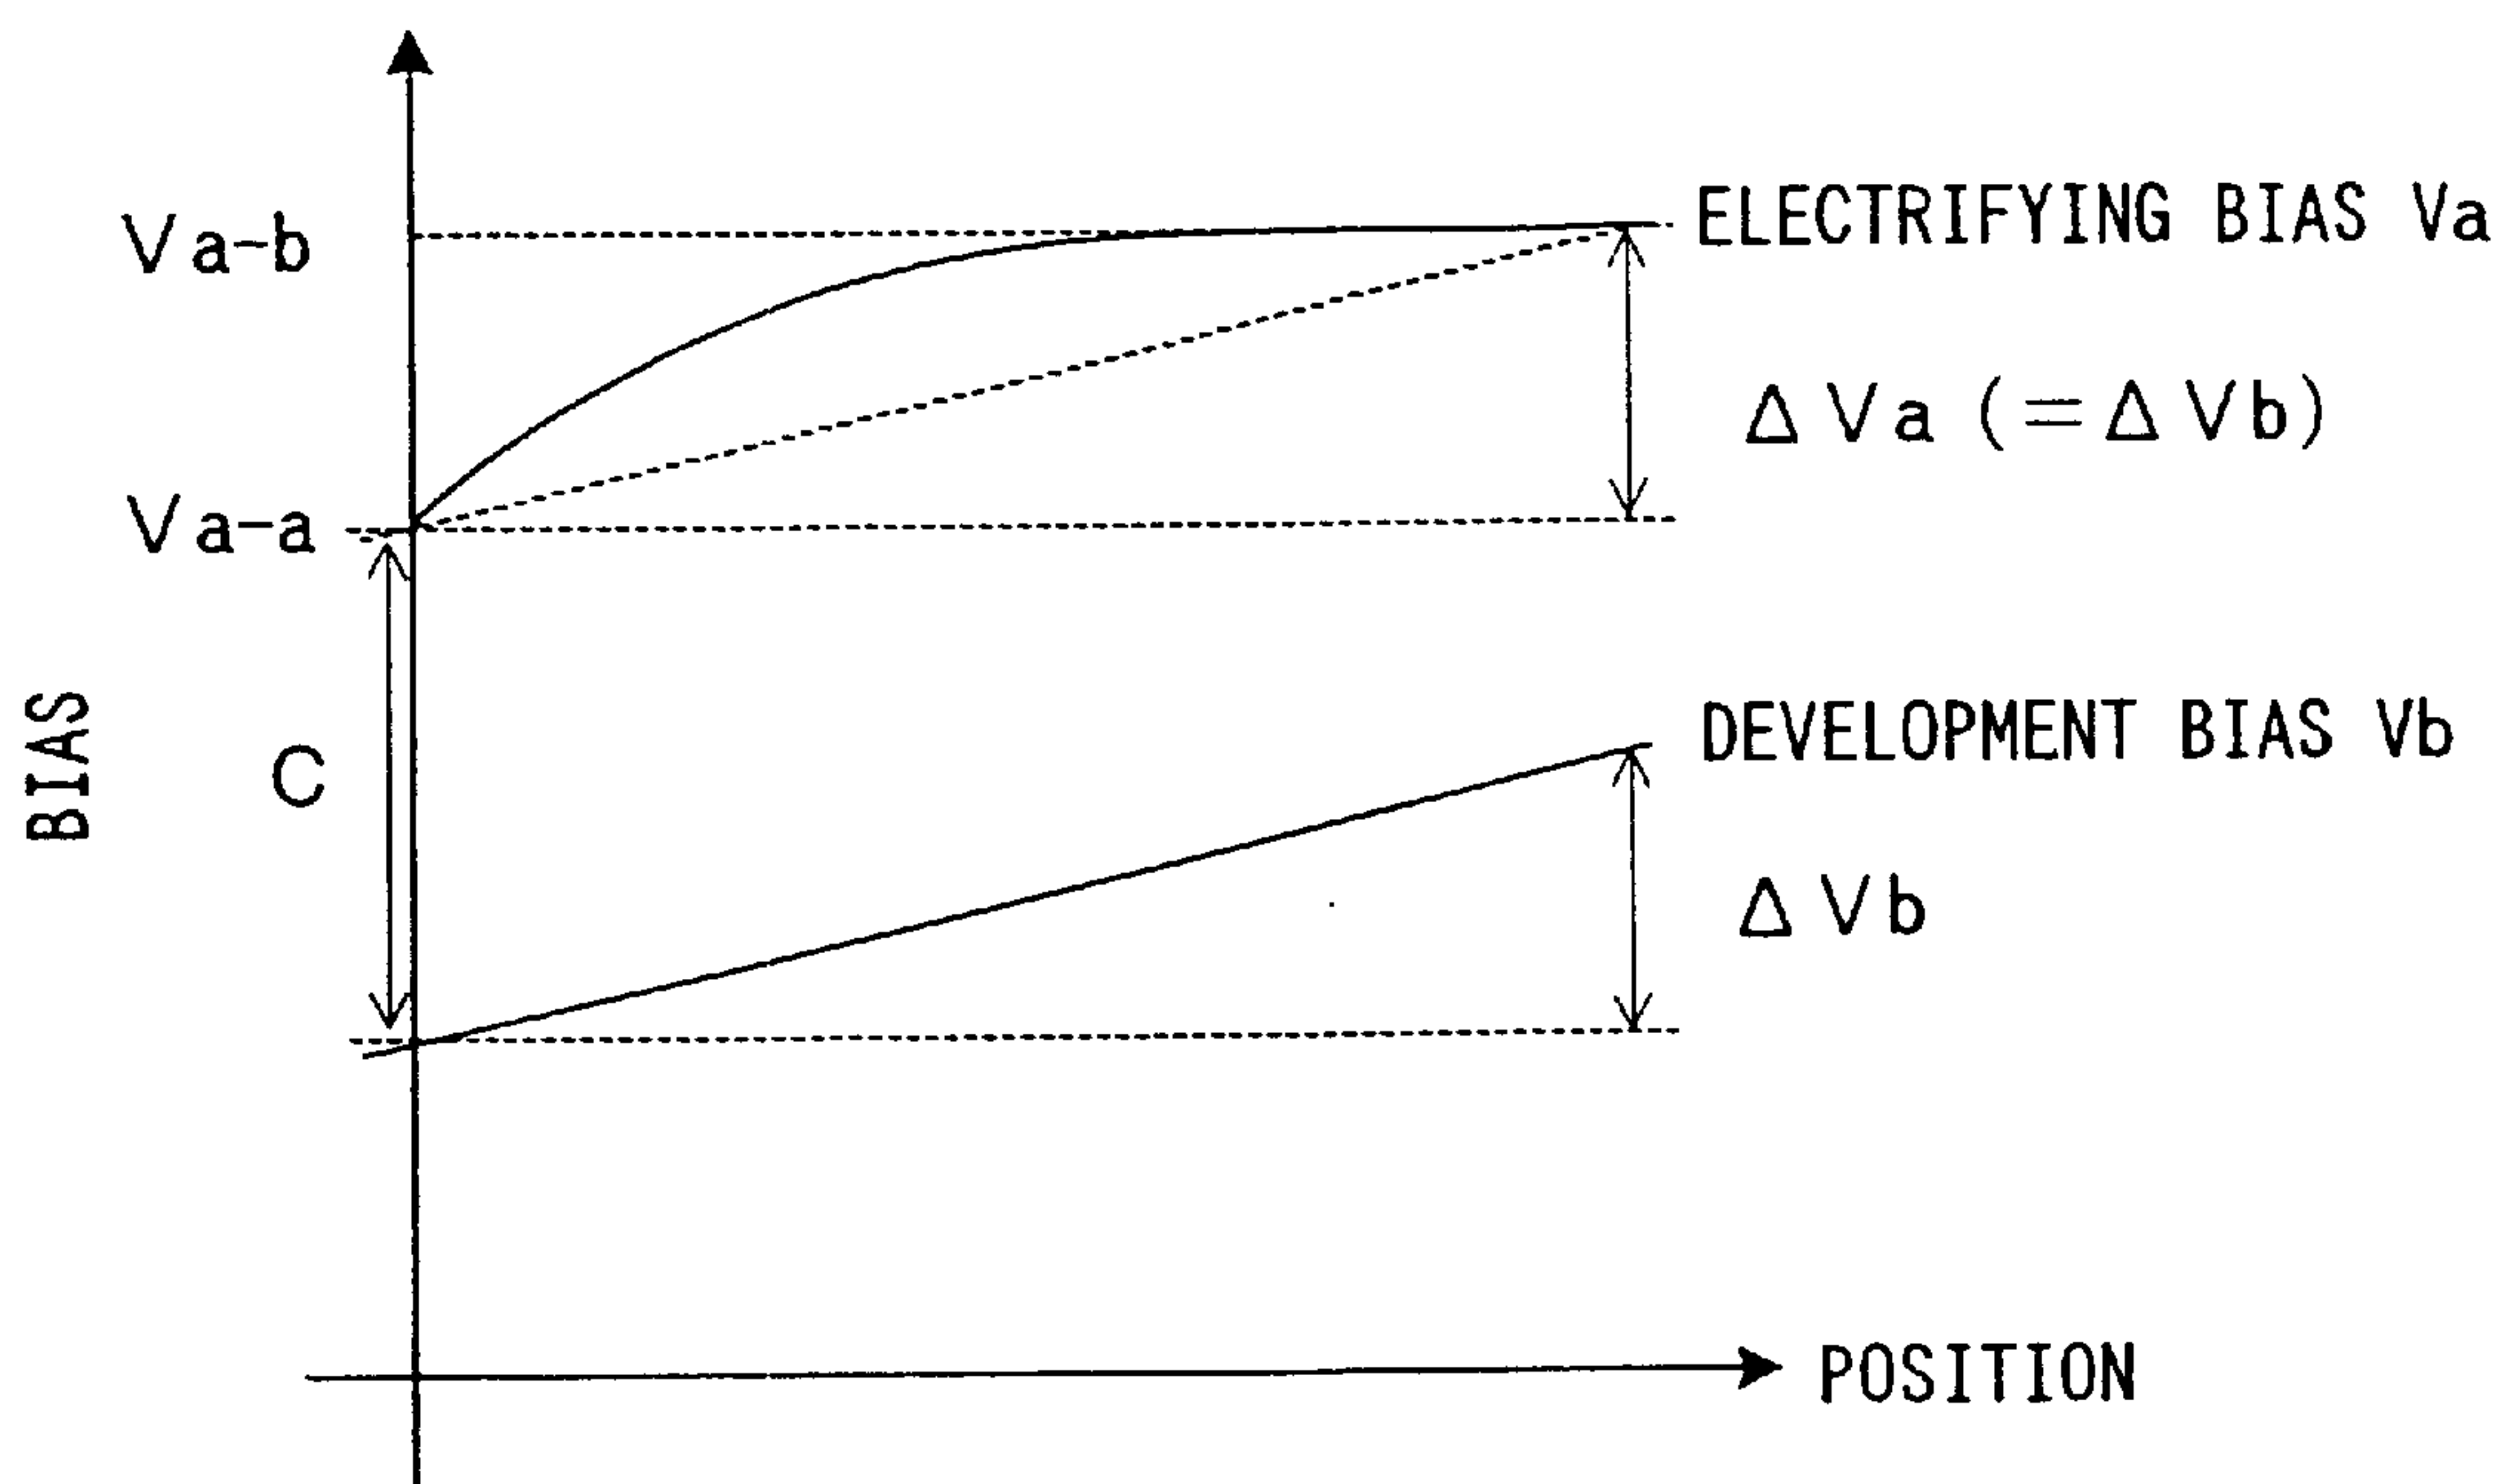 Va-b
ELECTRIFYING BIAS Va
ΔVa (=ΔVb)
Va-a
BIAS
C
DEVELOPMENT BIAS Vb
ΔVb
POSITION